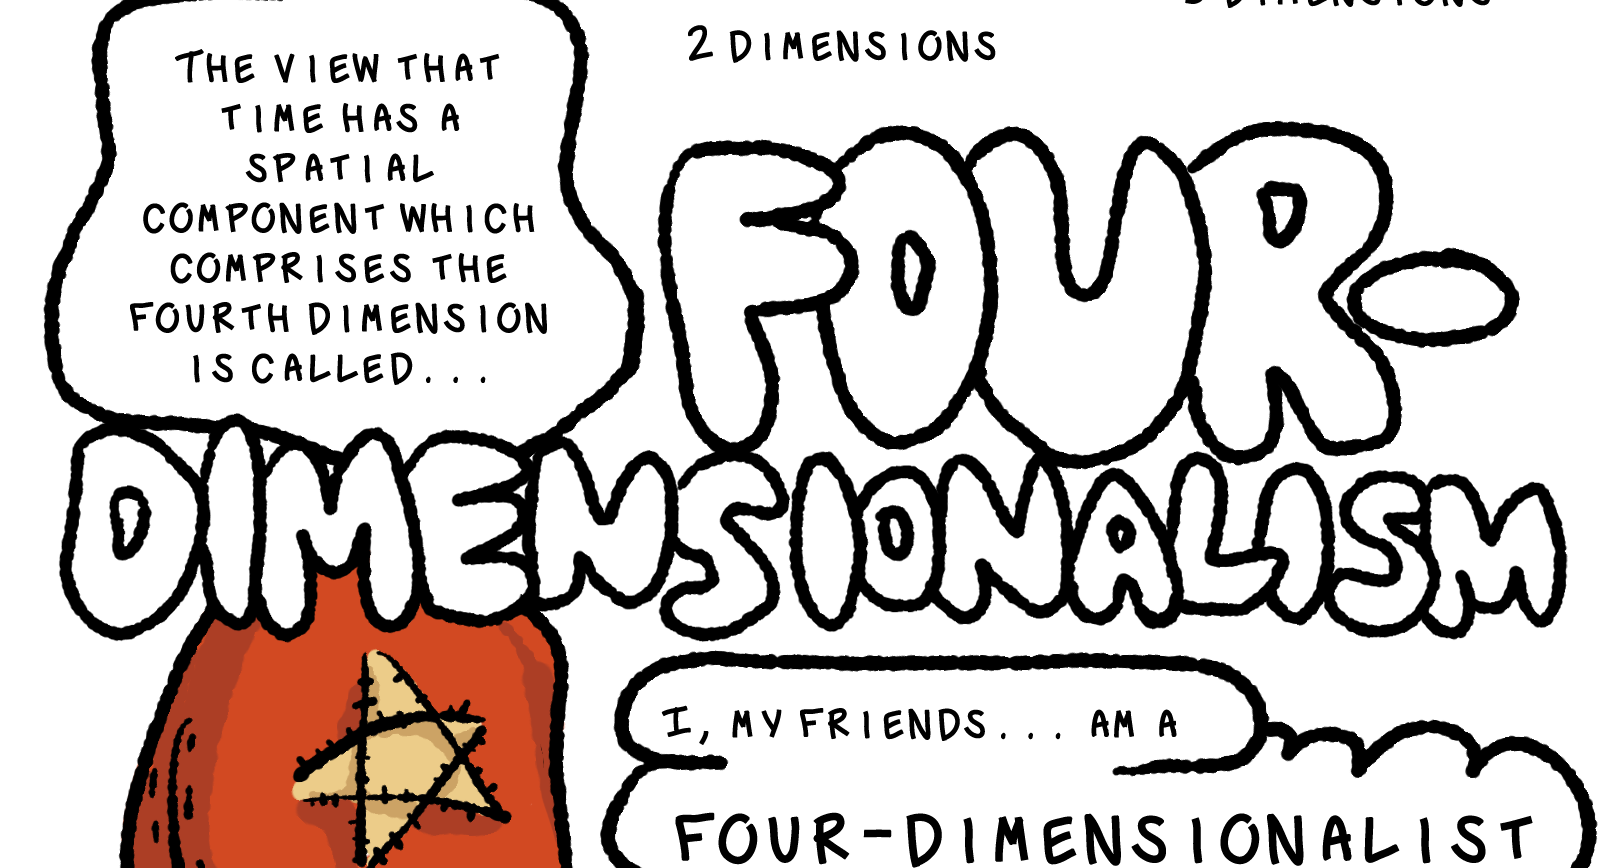 THE VIEW THAT
TIME HAS A
SPATIAL
COMPONENT WHICH
COMPRISES THE
FOURTH DIMENSION
IS CALLED...
2 DIMENSIONS
DIMENSIONS
FOUR-
DIMENSIONALISM
I, MY FRIENDS... AM A
FOUR-DIMENSIONALIST